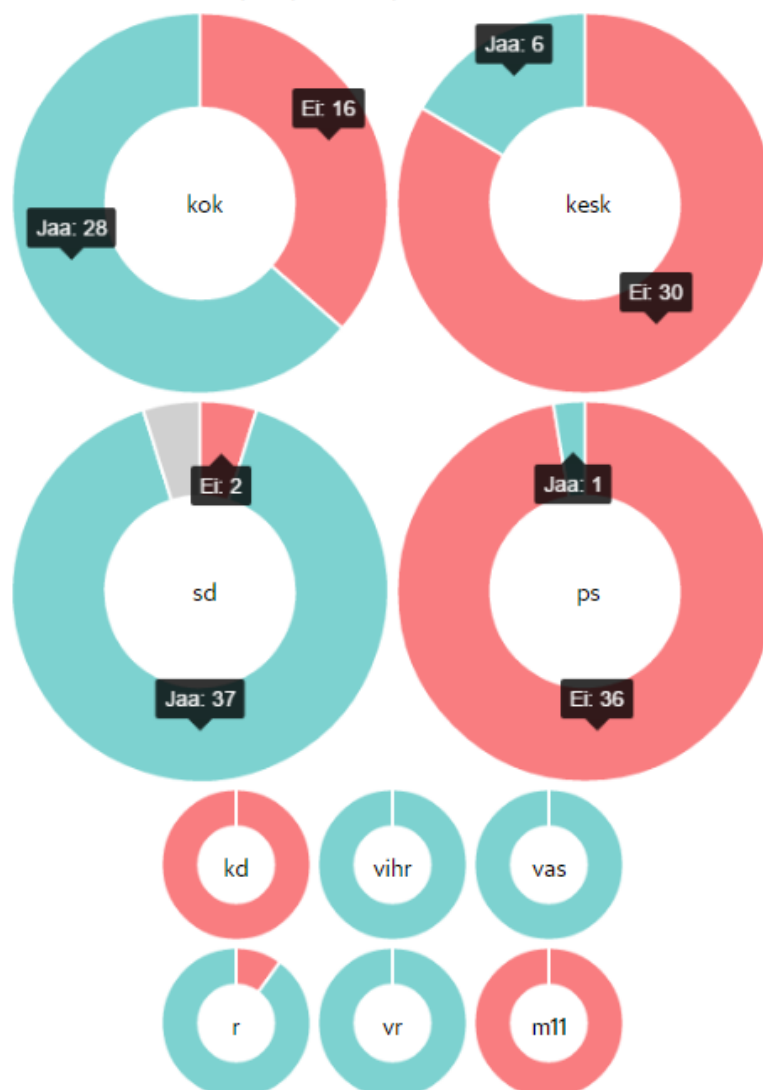 Jaa: 6
Ei: 16
kok
kesk
Jaa: 28
Ei: 30
Ei: 2
Jaa: 1
sd
ps
Jaa: 37
Ei: 36
kd
vihr
vas
r
vr
m11